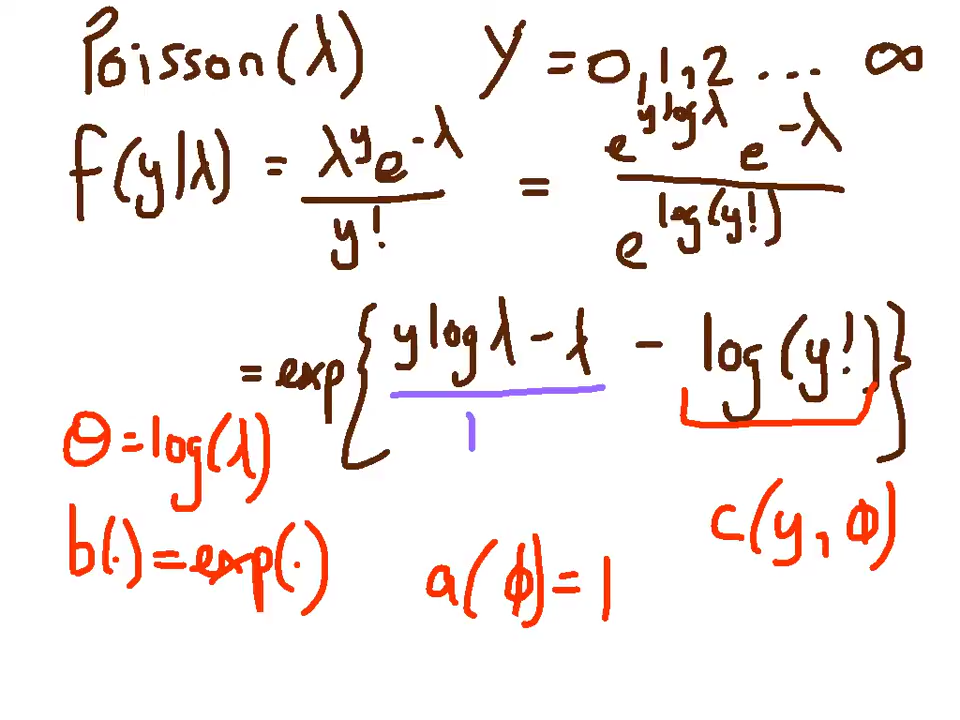 Poisson(λ) Y = 0, 1, 2 ... ∞
f(y|λ) = λ^y e^{-λ} / y! = e^{y log λ} e^{-λ} / e^{log(y!)}
= exp{ (y log λ - λ) / 1 - log(y!) }
θ = log(λ)
b(·) = exp(·) a(ϕ) = 1 c(y, ϕ)